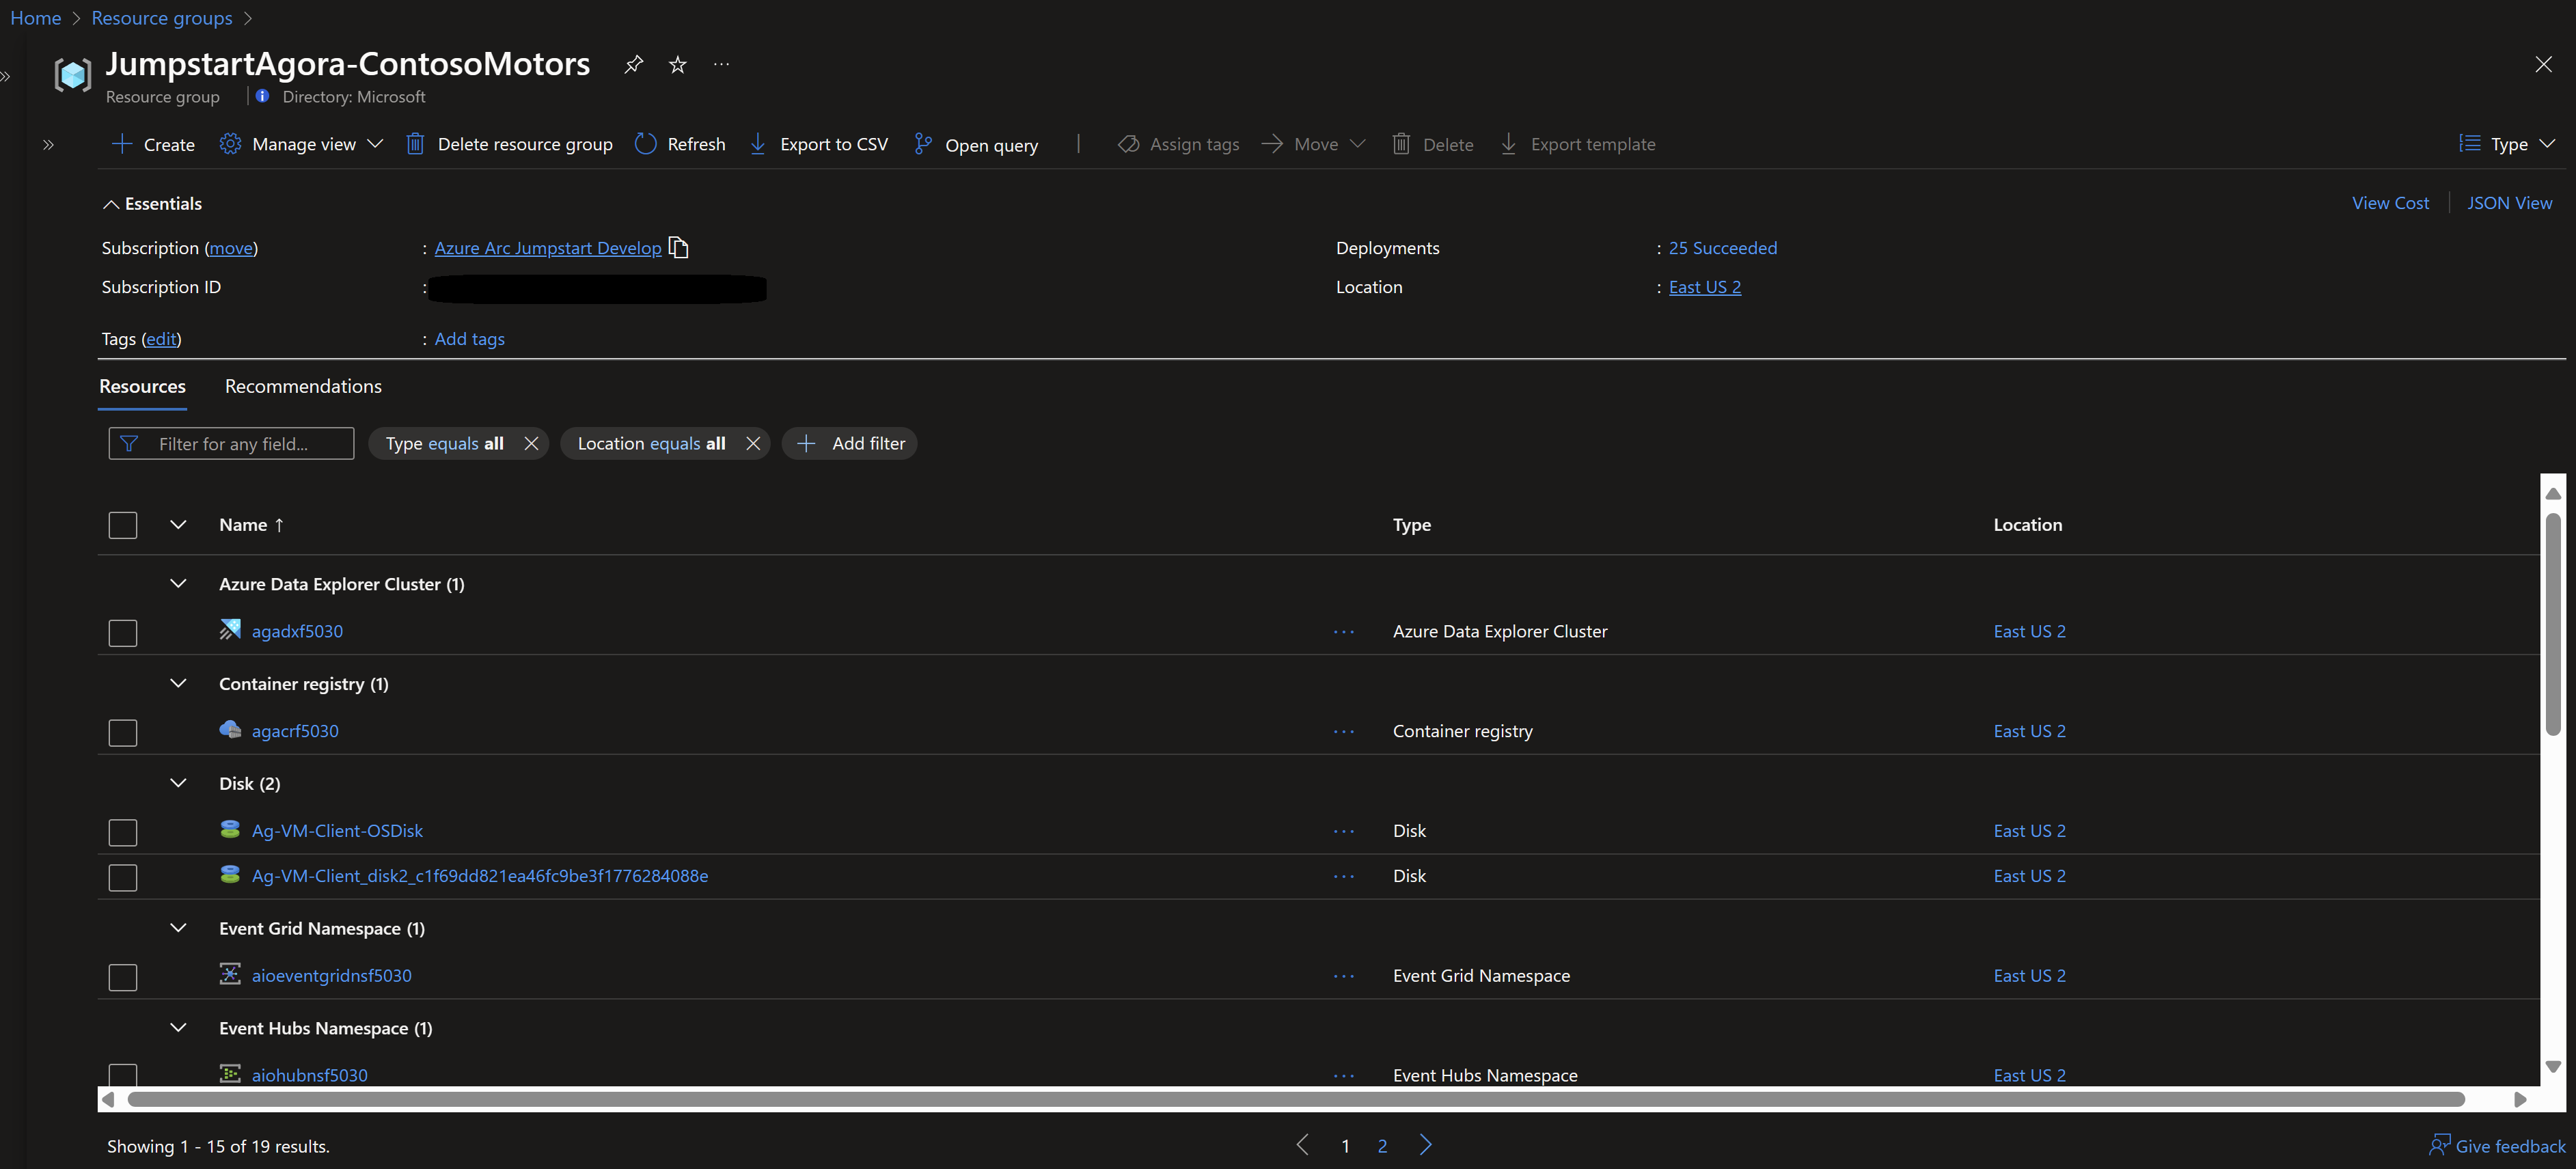 Home > Resource groups >
JumpstartAgora-ContosoMotors ...
Resource group Directory: Microsoft
Create Manage view Delete resource group Refresh Export to CSV Open query | Assign tags Move Delete Export template Type
Essentials View Cost JSON View
Subscription (move) : Azure Arc Jumpstart Develop Deployments : 25 Succeeded
Subscription ID : Location : East US 2
Tags (edit) : Add tags
Resources Recommendations
Filter for any field... Type equals all Location equals all Add filter
Name ↑ Type Location
Azure Data Explorer Cluster (1)
agadxf5030 ... Azure Data Explorer Cluster East US 2
Container registry (1)
agacrf5030 ... Container registry East US 2
Disk (2)
Ag-VM-Client-OSDisk ... Disk East US 2
Ag-VM-Client_disk2_c1f69dd821ea46fc9be3f1776284088e ... Disk East US 2
Event Grid Namespace (1)
aioeventgridnsf5030 ... Event Grid Namespace East US 2
Event Hubs Namespace (1)
aiohubnsf5030 ... Event Hubs Namespace East US 2
Showing 1 - 15 of 19 results. < 1 2 > Give feedback